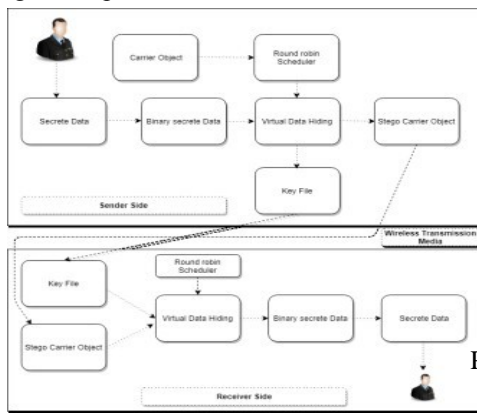 Carrier Object
Round robin
Scheduler
Secrete Data
Binary secrete Data
Virtual Data Hiding
Stego Carrier Object
Key File
Sender Side
Wireless Transmission
Media
Round robin
Scheduler
Key File
Virtual Data Hiding
Binary secrete Data
Secrete Data
Stego Carrier Object
Receiver Side